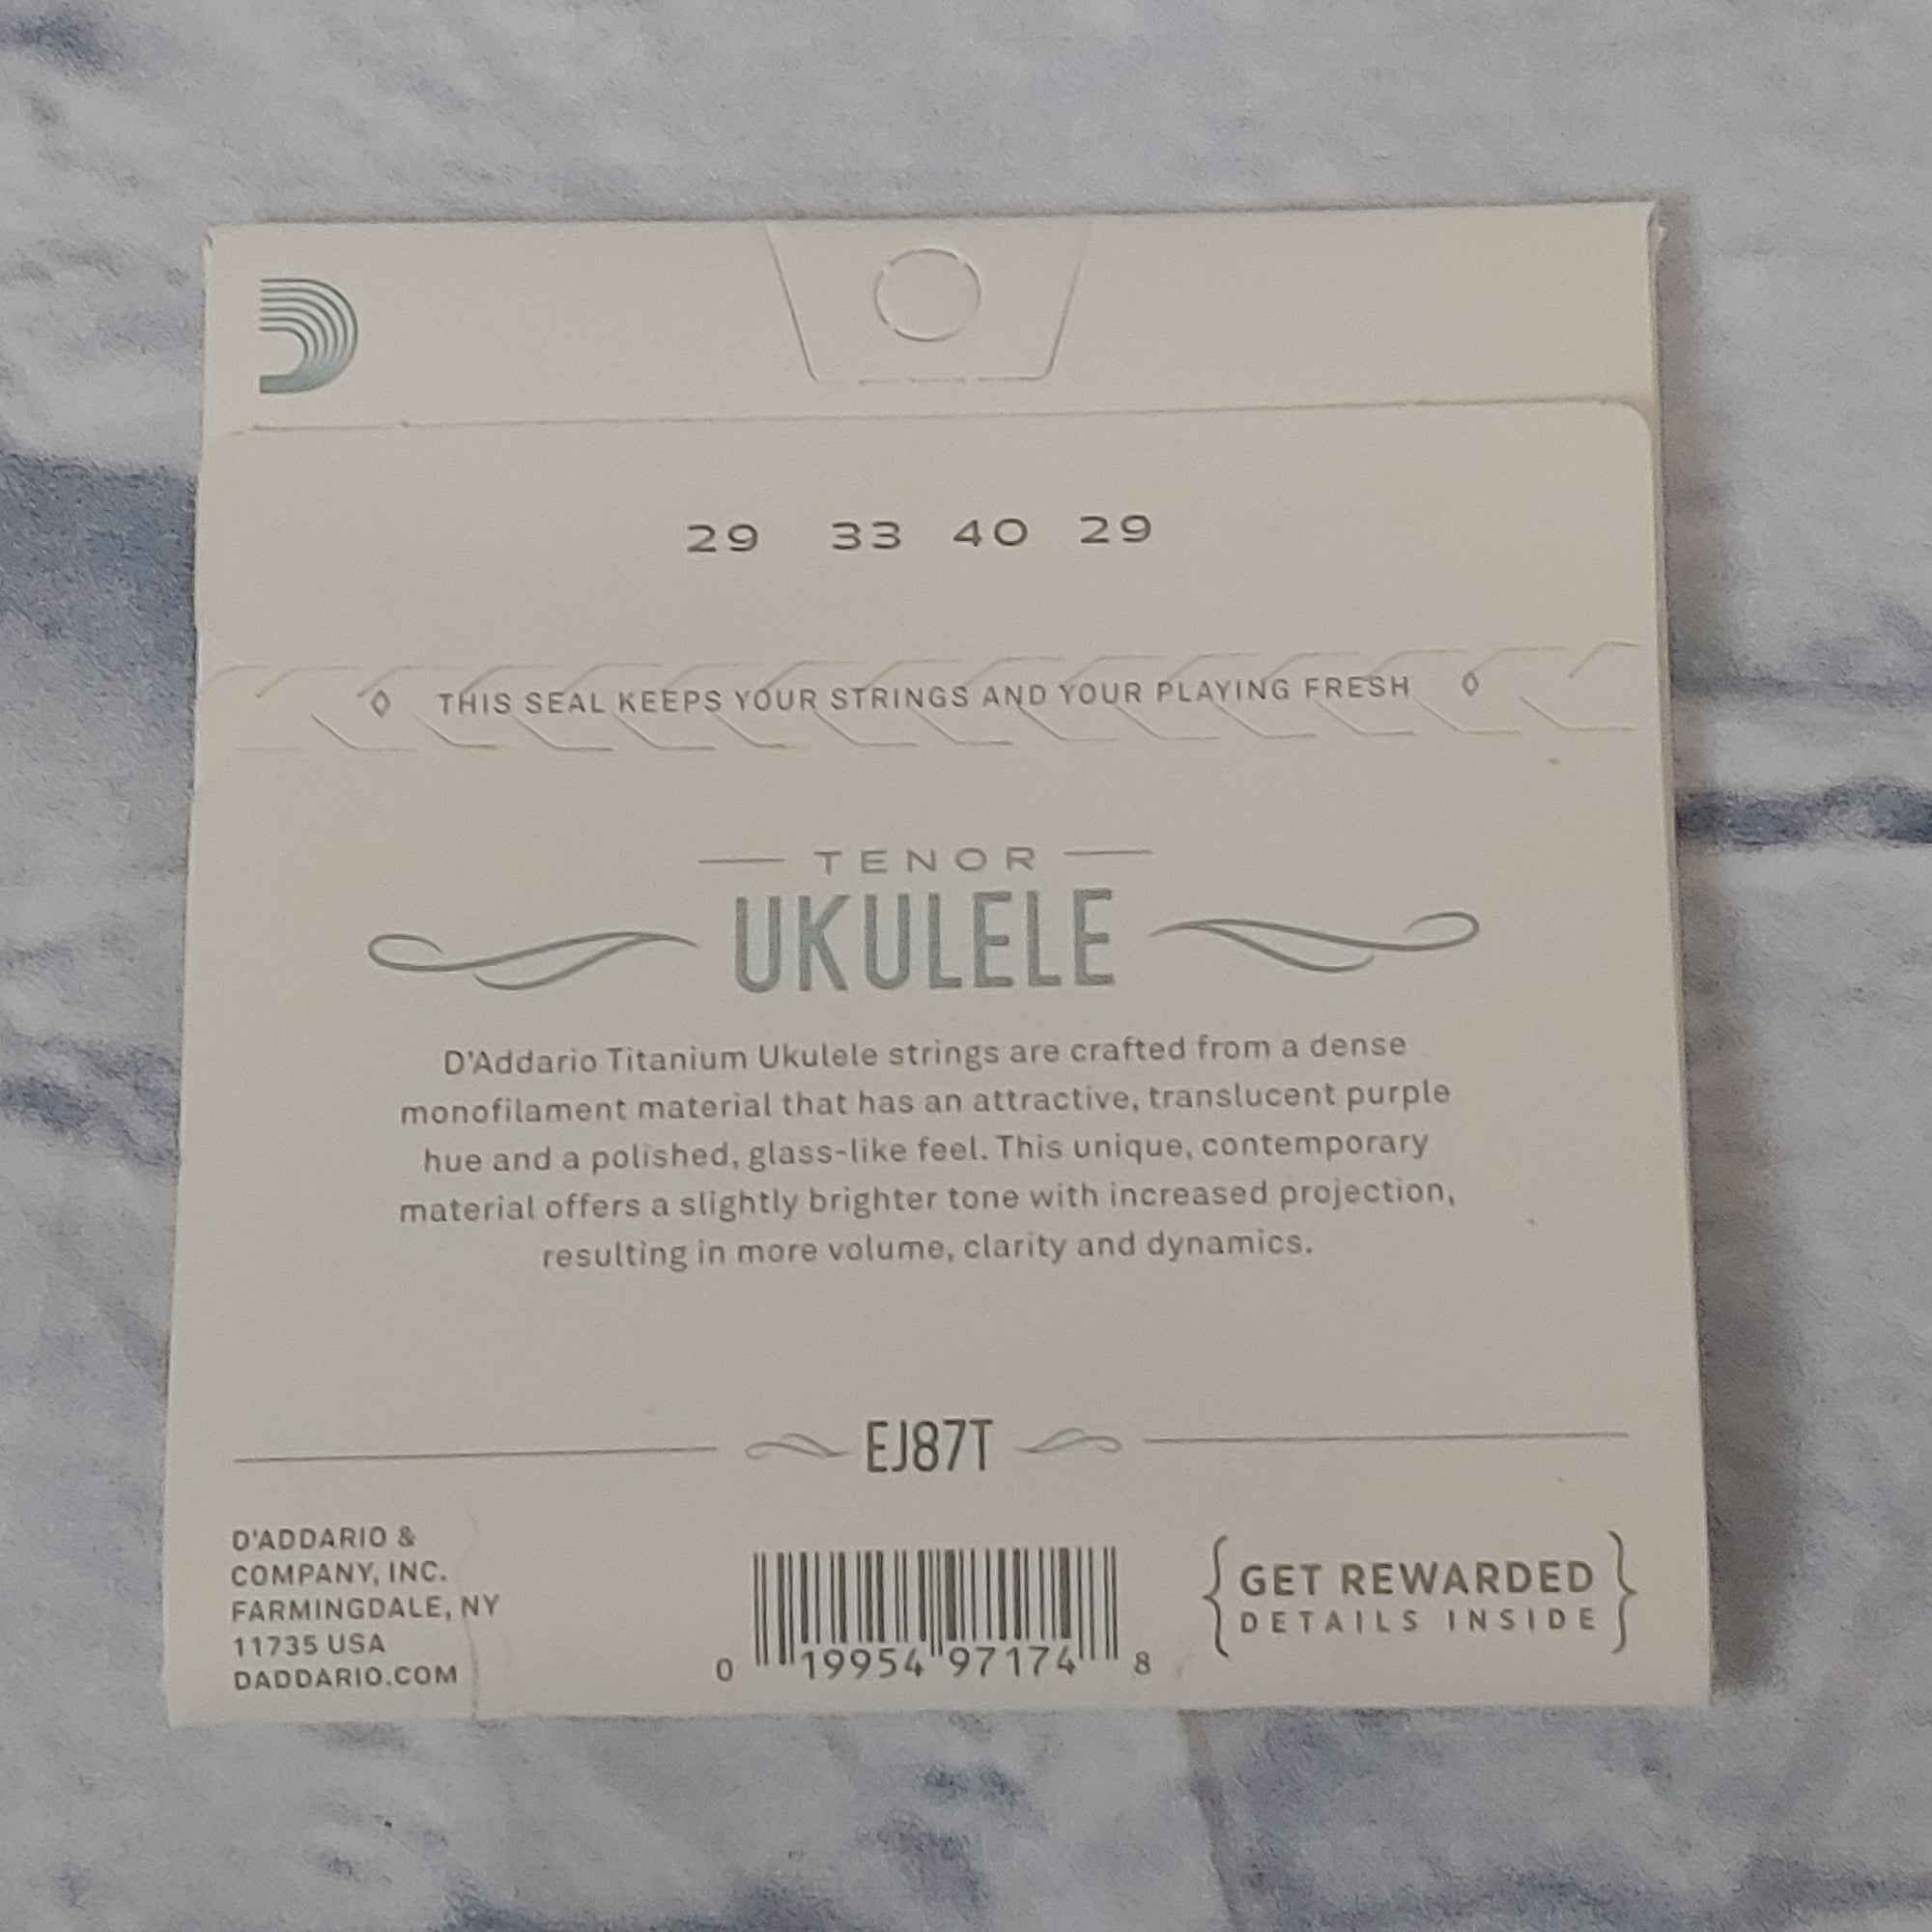 29 33 40 29
THIS SEAL KEEPS YOUR STRINGS AND YOUR PLAYING FRESH
TENOR
UKULELE
D'Addario Titanium Ukulele strings are crafted from a dense
monofilament material that has an attractive, translucent purple
hue and a polished, glass-like feel. This unique, contemporary
material offers a slightly brighter tone with increased projection,
resulting in more volume, clarity and dynamics.
EJ87T
D'ADDARIO &
COMPANY, INC.
FARMINGDALE, NY
11735 USA
DADDARIO.COM
0 19954 97174 8
GET REWARDED
DETAILS INSIDE